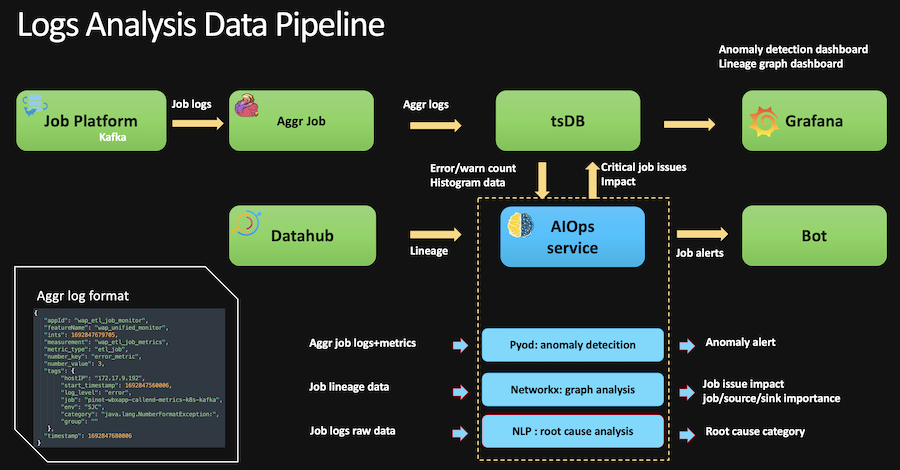 Logs Analysis Data Pipeline
Anomaly detection dashboard
Lineage graph dashboard
Job Platform
Kafka
Job logs
Aggr Job
Aggr logs
tsDB
Grafana
Error/warn count
Histogram data
Critical job issues
Impact
Datahub
Lineage
AIOps
service
Job alerts
Bot
Aggr log format
{
"appId": "wap_etl_job_monitor",
"featureName": "wap_unified_monitor",
"ints": 1692847679705,
"measurement": "wap_etl_job_metrics",
"metric_type": "etl_job",
"number_key": "error_metric",
"number_value": 3,
"tags": {
"hostIP": "172.17.9.192",
"start_timestamp": 1692847560006,
"log_level": "error",
"job": "pinot-wbxapp-callend-metrics-k8s-kafka",
"env": "SJC",
"category": "java.lang.NumberFormatException:",
"group": ""
},
"timestamp": 1692847680006
}
Aggr job logs+metrics
Pyod: anomaly detecition
Anomaly alert
Job lineage data
Networkx: graph analysis
Job issue impact
job/source/sink importance
Job logs raw data
NLP : root cause analysis
Root cause category